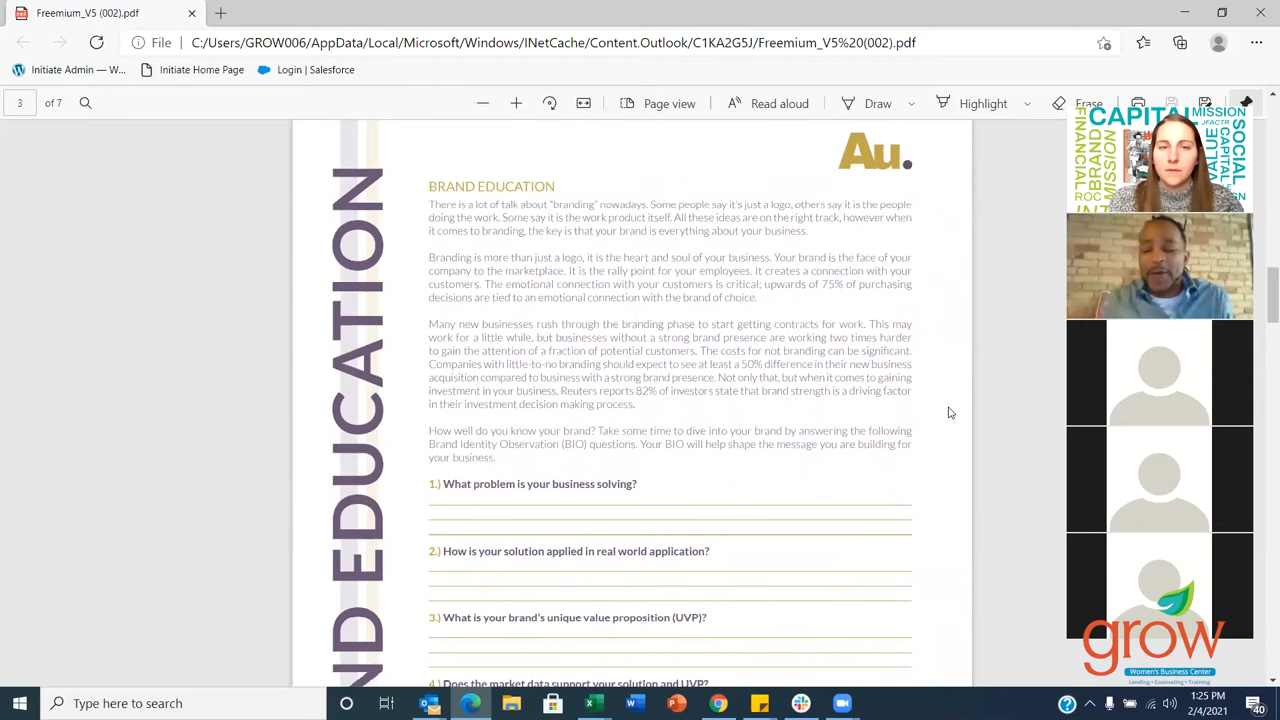 Freemium_V5 (002).pdf
File
C:/Users/GROW006/AppData/Local/Microsoft/Windows/INetCache/Content.Outlook/C1KA2G5J/Freemium_V5%20(002).pdf
Initiate Admin — W...
Initiate Home Page
Login | Salesforce
3
of 7
Page view
Read aloud
Draw
Highlight
Erase
Au.
BRAND EDUCATION
There is a lot of talk about "branding" nowadays. Some people say it's just a logo, others say it is the people
doing the work. Some say it is the work product itself. All these ideas are on the right track, however when
it comes to branding, the key is that your brand is everything about your business.
Branding is more than just a logo, it is the heart and soul of your business. Your brand is the face of your
company to the marketplace. It is the rally point for your employees. It creates a connection with your
customers. The emotional connection with your customers is critical, upwards of 75% of purchasing
decisions are tied to an emotional connection with the brand of choice.
Many new businesses rush through the branding phase to start getting contracts for work. This may
work for a little while, but businesses without a strong brand presence are working two times harder
to gain the attention of a fraction of potential customers. The costs for not branding can be significant.
Companies with little-to-no branding should expect to see at least a 50% difference in their new business
acquisition compared to business with a strong brand presence. Not only that, but when it comes to gaining
investment in your business. Reuters reports 82% of investors state that brand strength is a driving factor
in their investment decision making process.
How well do you know your brand? Take some time to dive into your brand by answering the following
Brand Identity Observation (BIO) questions. Your BIO will help shape the message you are building for
your business.
1.) What problem is your business solving?
2.) How is your solution applied in real world application?
3.) What is your brand's unique value proposition (UVP)?
market data support your solution and UVP?
ND EDUCATION
CAPITAL
MISSION
JFACTR
FINANCIAL
BRAND
MISSION
VALUE
CAPITAL
SOCIAL
ROC
INT
grow
Women's Business Center
Lending • Counseling • Training
Type here to search
1:25 PM
2/4/2021
40